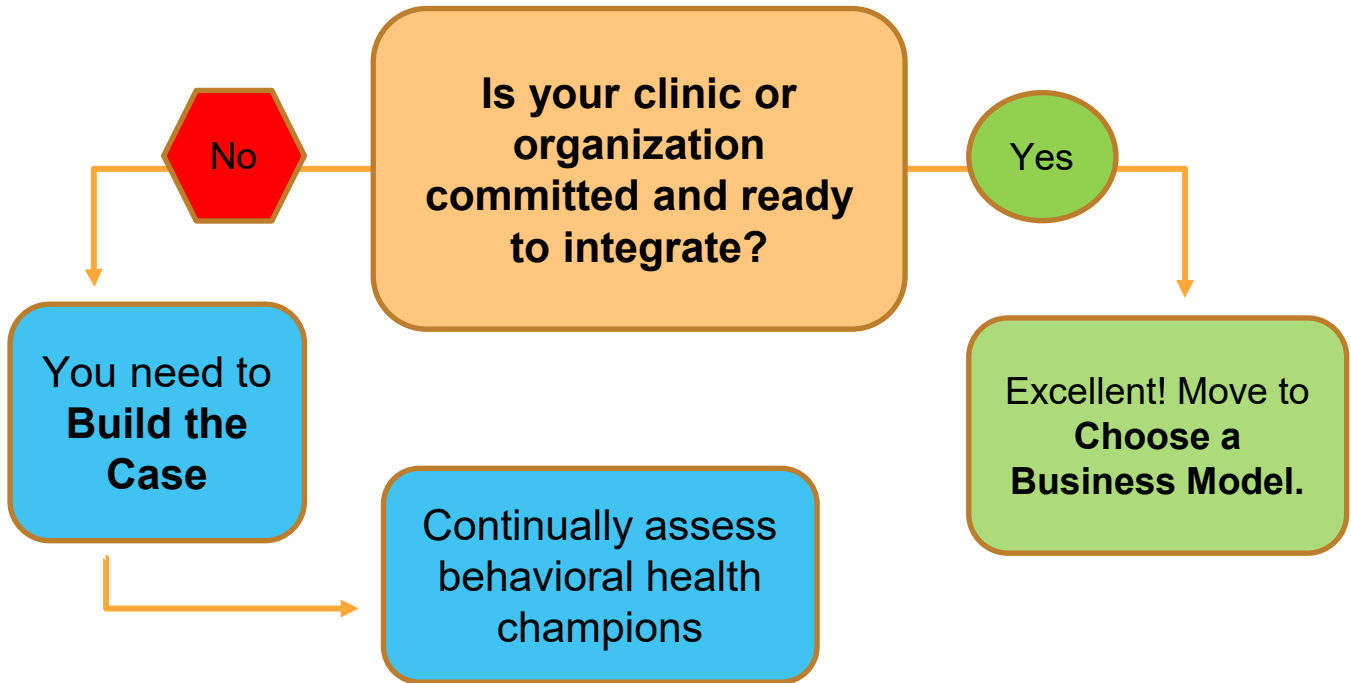 Is your clinic or
organization
committed and ready
to integrate?
No
Yes
You need to
Build the
Case
Excellent! Move to
Choose a
Business Model.
Continually assess
behavioral health
champions